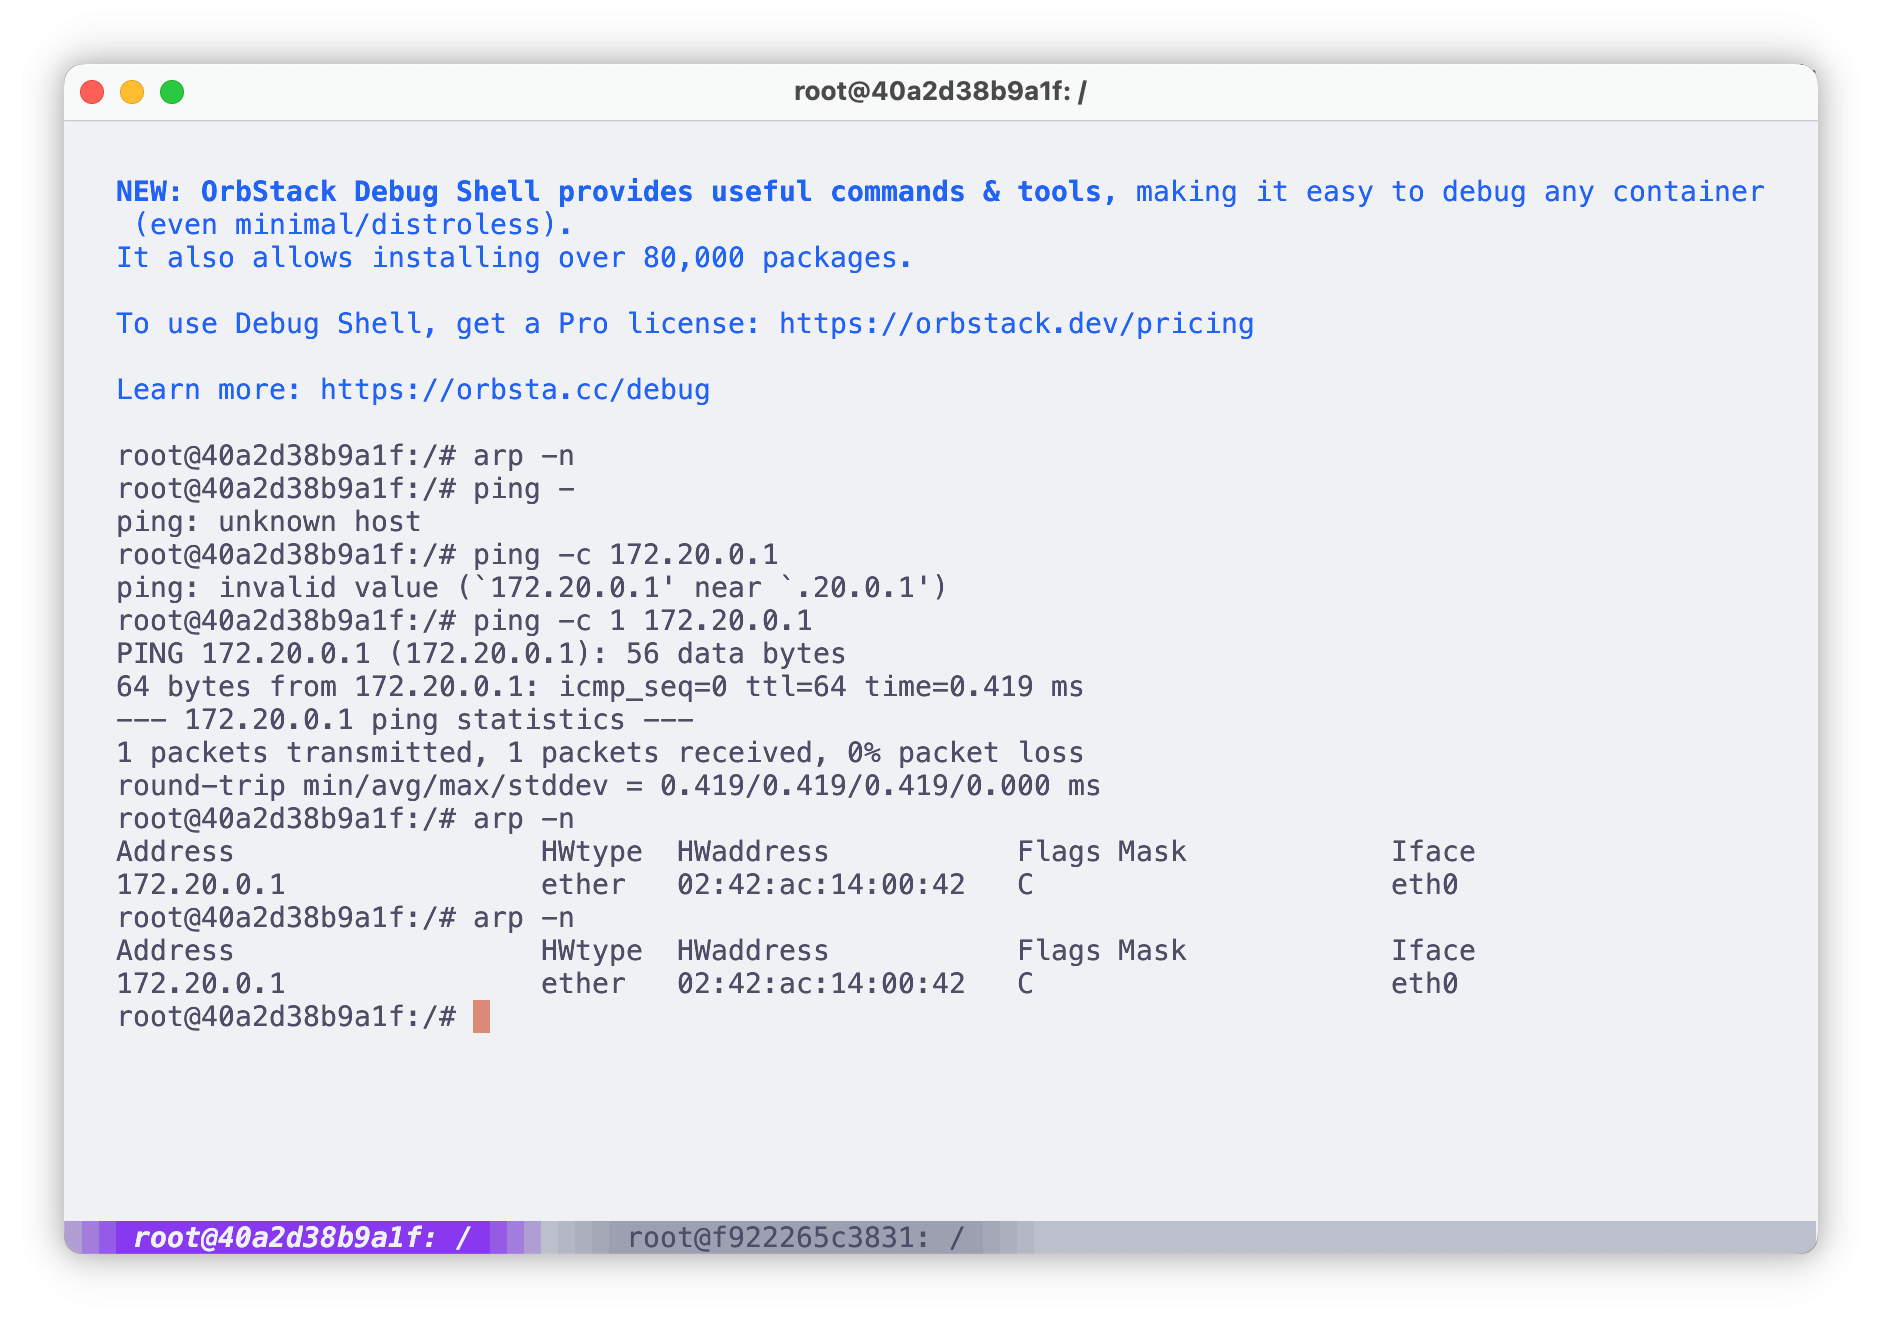 root@40a2d38b9a1f: /
NEW: OrbStack Debug Shell provides useful commands & tools, making it easy to debug any container
(even minimal/distroless).
It also allows installing over 80,000 packages.
To use Debug Shell, get a Pro license: https://orbstack.dev/pricing
Learn more: https://orbsta.cc/debug
root@40a2d38b9a1f:/# arp -n
root@40a2d38b9a1f:/# ping -
ping: unknown host
root@40a2d38b9a1f:/# ping -c 172.20.0.1
ping: invalid value (`172.20.0.1' near `.20.0.1')
root@40a2d38b9a1f:/# ping -c 1 172.20.0.1
PING 172.20.0.1 (172.20.0.1): 56 data bytes
64 bytes from 172.20.0.1: icmp_seq=0 ttl=64 time=0.419 ms
--- 172.20.0.1 ping statistics ---
1 packets transmitted, 1 packets received, 0% packet loss
round-trip min/avg/max/stddev = 0.419/0.419/0.419/0.000 ms
root@40a2d38b9a1f:/# arp -n
Address                  HWtype  HWaddress           Flags Mask            Iface
172.20.0.1               ether   02:42:ac:14:00:42   C                     eth0
root@40a2d38b9a1f:/# arp -n
Address                  HWtype  HWaddress           Flags Mask            Iface
172.20.0.1               ether   02:42:ac:14:00:42   C                     eth0
root@40a2d38b9a1f:/#
root@40a2d38b9a1f: /         root@f922265c3831: /